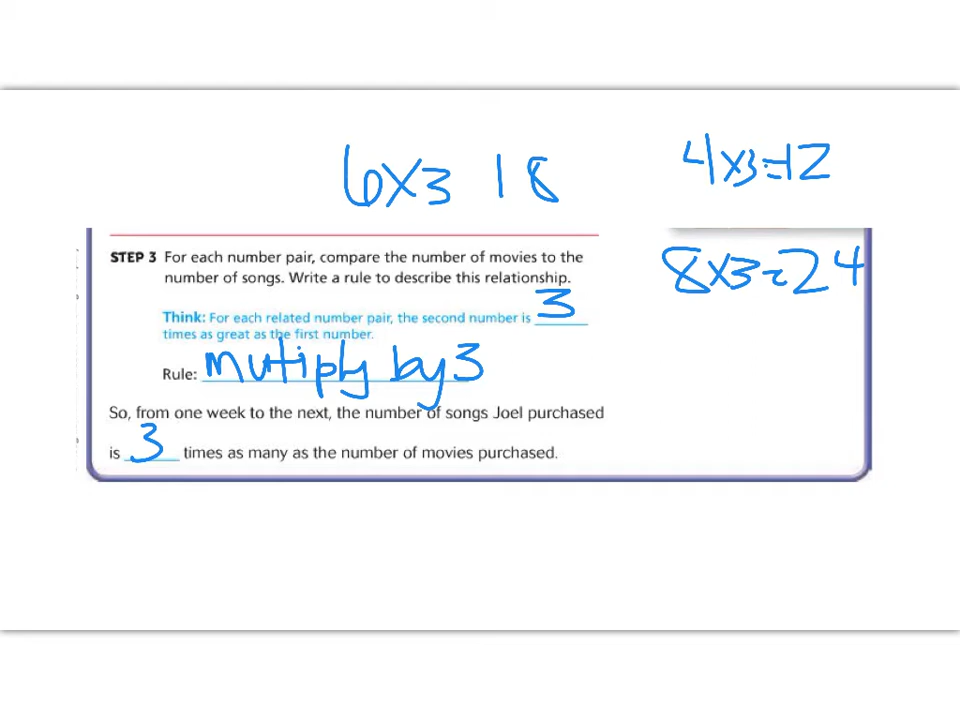 6x3 18
4x3=12
8x3=24
STEP 3 For each number pair, compare the number of movies to the
number of songs. Write a rule to describe this relationship.
Think: For each related number pair, the second number is 3
times as great as the first number.
Rule: mutiply by 3
So, from one week to the next, the number of songs Joel purchased
is 3 times as many as the number of movies purchased.